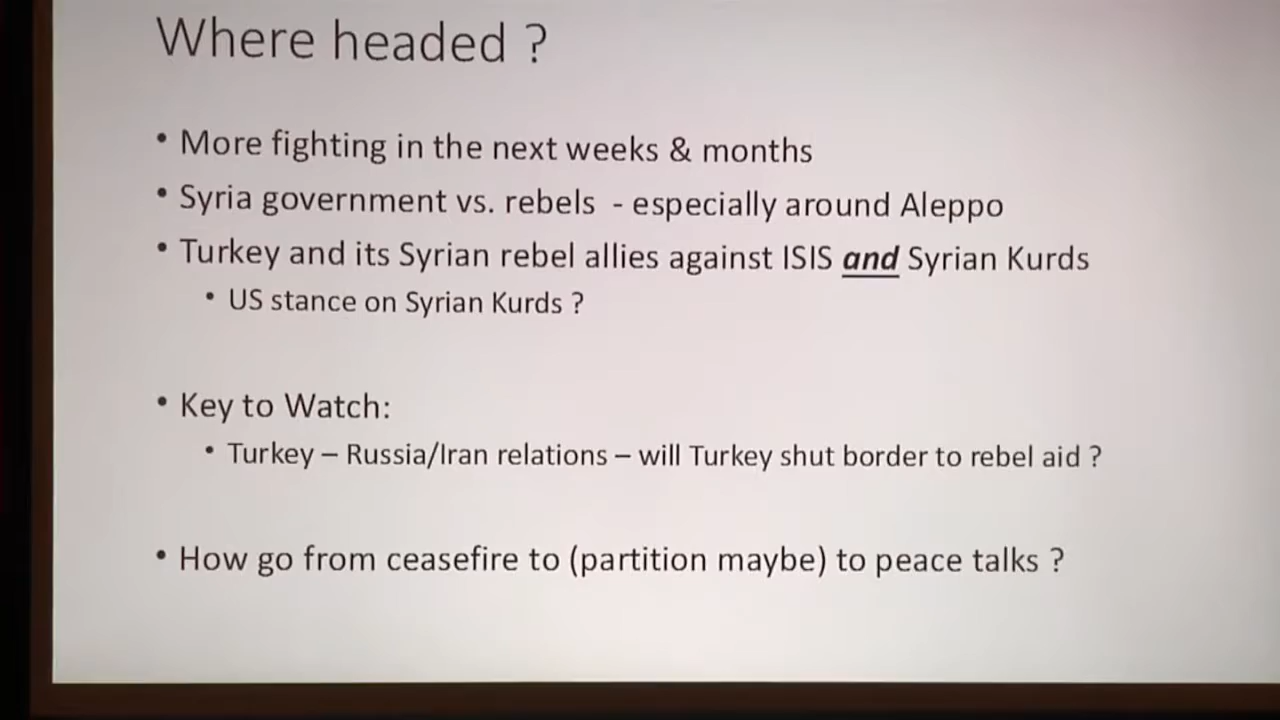 Where headed ?
• More fighting in the next weeks & months
• Syria government vs. rebels - especially around Aleppo
• Turkey and its Syrian rebel allies against ISIS and Syrian Kurds
• US stance on Syrian Kurds ?
• Key to Watch:
• Turkey – Russia/Iran relations – will Turkey shut border to rebel aid ?
• How go from ceasefire to (partition maybe) to peace talks ?